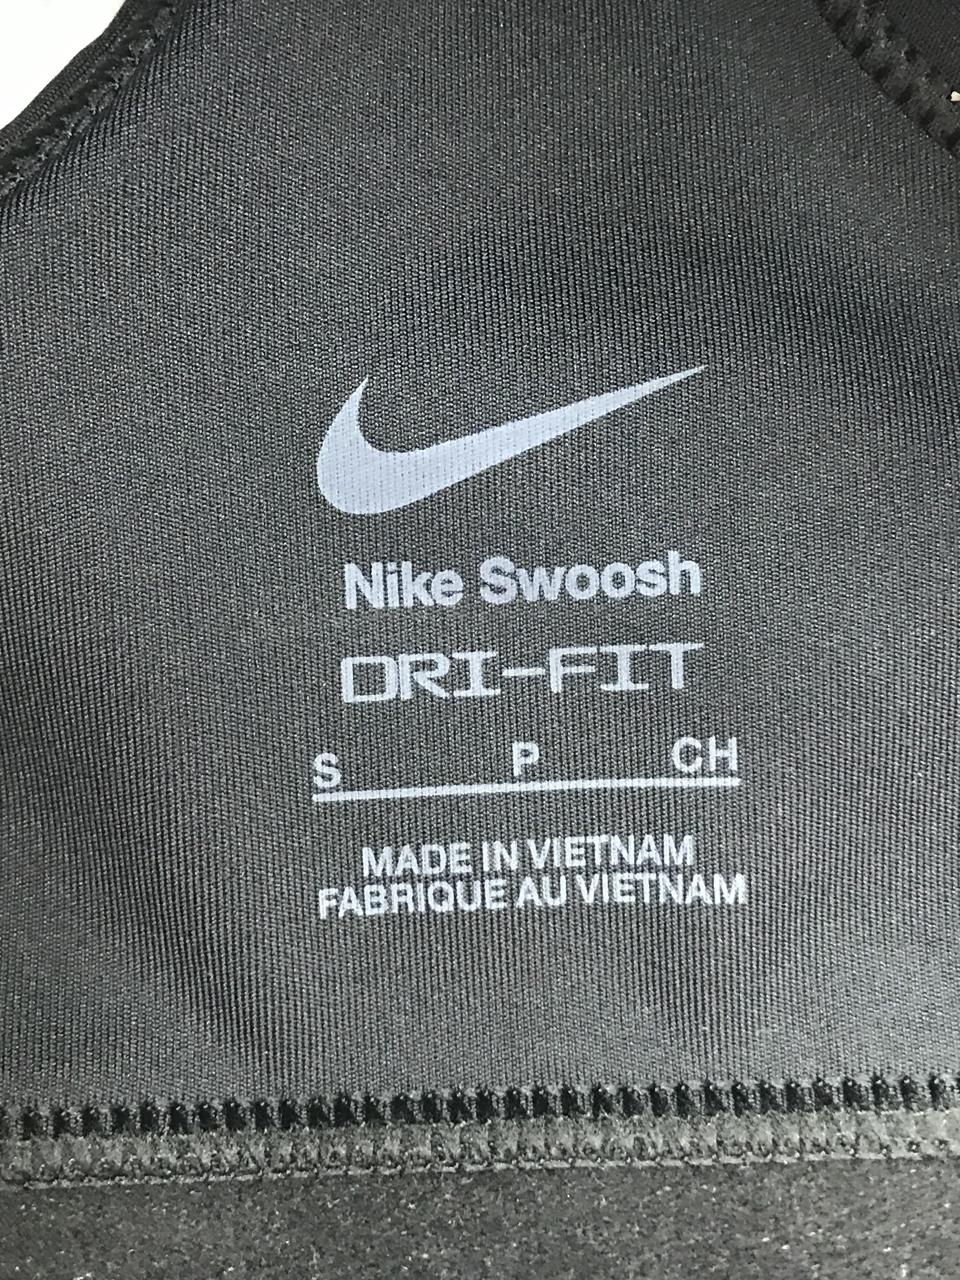 Nike Swoosh
DRI-FIT
S P CH
MADE IN VIETNAM
FABRIQUE AU VIETNAM